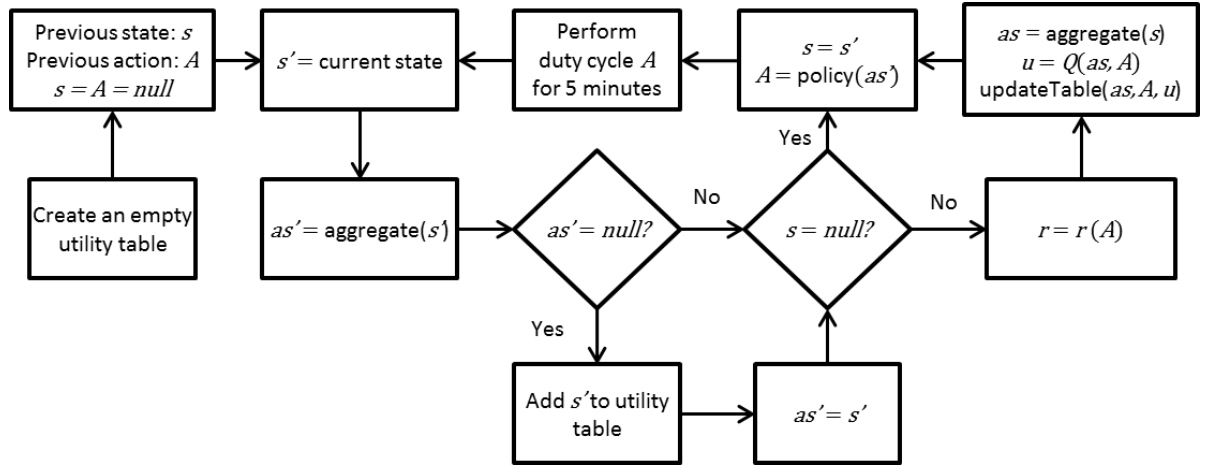 Previous state: s
Previous action: A
s = A = null
s’ = current state
Perform
duty cycle A
for 5 minutes
s = s’
A = policy(as’)
as = aggregate(s)
u = Q(as, A)
updateTable(as, A, u)
Yes
Create an empty
utility table
as’ = aggregate(s’)
as’ = null?
No
s = null?
No
r = r (A)
Yes
Add s’ to utility
table
as’ = s’